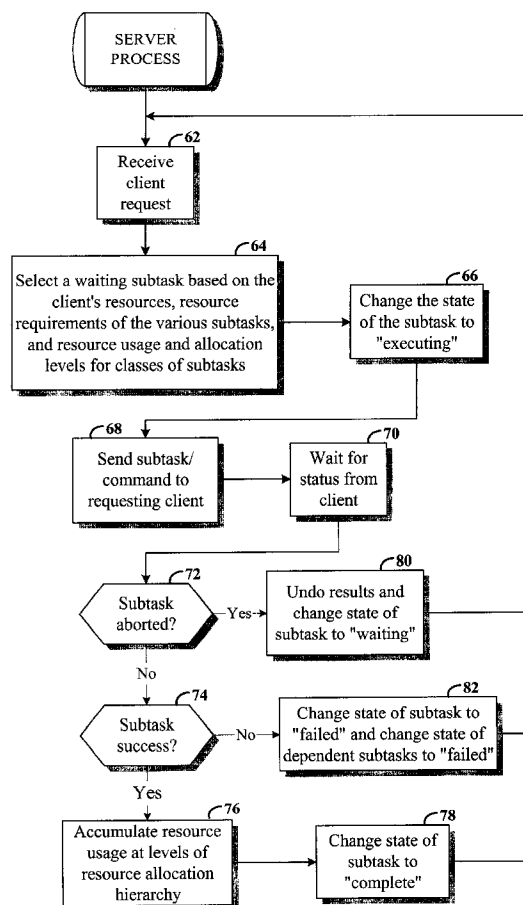 SERVER
PROCESS
62
Receive
client
request
64
Select a waiting subtask based on the
client's resources, resource
requirements of the various subtasks,
and resource usage and allocation
levels for classes of subtasks
66
Change the state
of the subtask to
"executing"
68
Send subtask/
command to
requesting client
70
Wait for
status from
client
72
Subtask
aborted?
Yes
80
Undo results and
change state of
subtask to "waiting"
No
74
Subtask
success?
No
82
Change state of subtask to
"failed" and change state of
dependent subtasks to "failed"
Yes
76
Accumulate resource
usage at levels of
resource allocation
hierarchy
78
Change state of
subtask to
"complete"